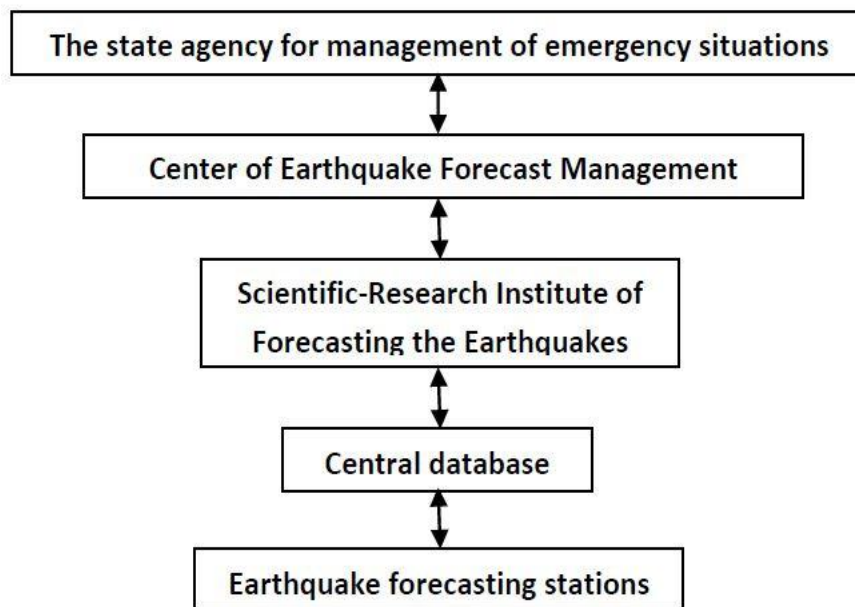 The state agency for management of emergency situations
Center of Earthquake Forecast Management
Scientific-Research Institute of
Forecasting the Earthquakes
Central database
Earthquake forecasting stations